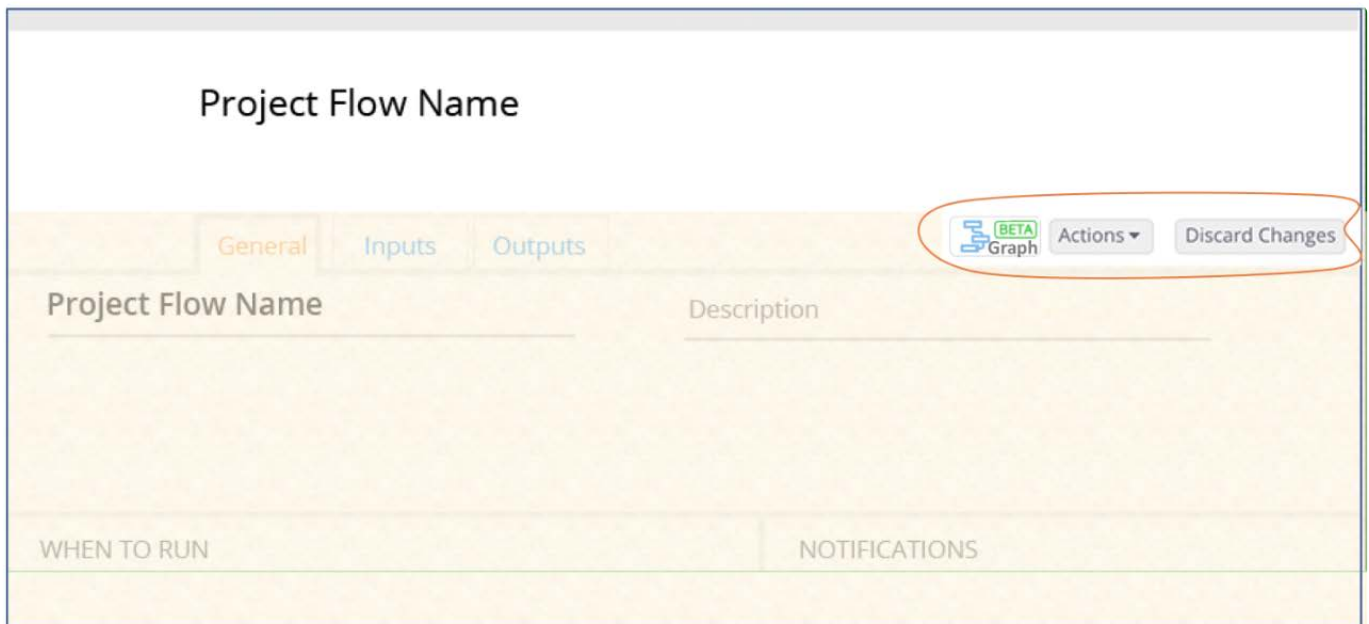 Project Flow Name
General Inputs Outputs
BETA
Graph
Actions
Discard Changes
Project Flow Name
Description
WHEN TO RUN
NOTIFICATIONS